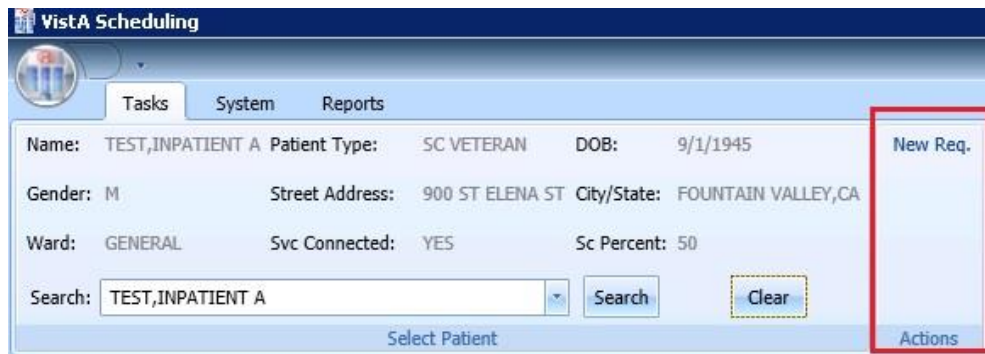 VistA Scheduling
Tasks System Reports
Name: TEST,INPATIENT A Patient Type: SC VETERAN DOB: 9/1/1945 New Req.
Gender: M Street Address: 900 ST ELENA ST City/State: FOUNTAIN VALLEY,CA
Ward: GENERAL Svc Connected: YES Sc Percent: 50
Search: TEST,INPATIENT A Search Clear
Select Patient Actions